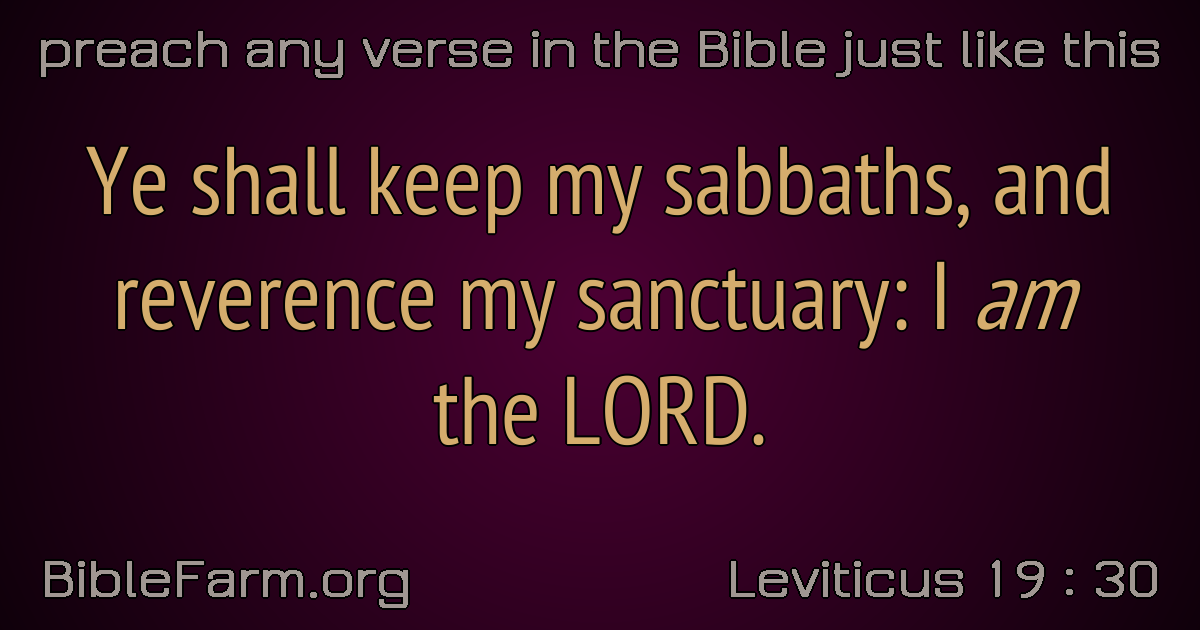 preach any verse in the Bible just like this
Ye shall keep my sabbaths, and
reverence my sanctuary: I am
the LORD.
BibleFarm.org
Leviticus 19 : 30